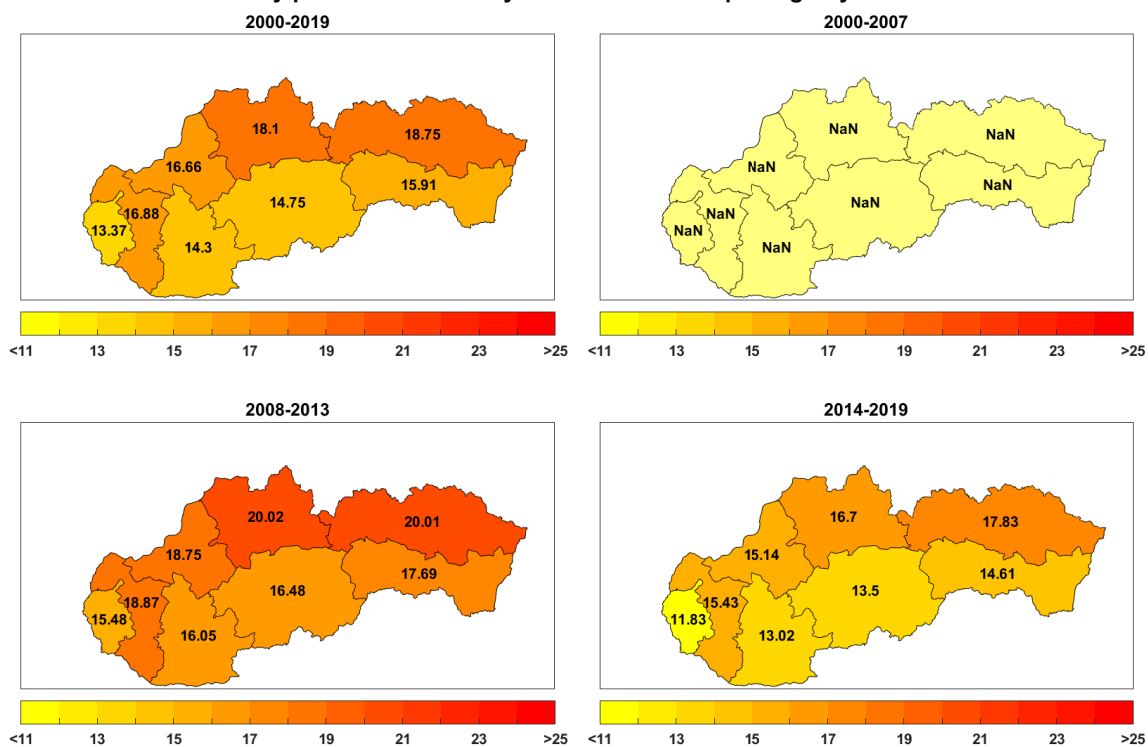 2000-2019
2000-2007
18.1
18.75
16.66
15.91
14.75
16.88
13.37
14.3
NaN
NaN
NaN
NaN
NaN
NaN
NaN
NaN
<11 13 15 17 19 21 23 >25
<11 13 15 17 19 21 23 >25
2008-2013
2014-2019
20.02
20.01
18.75
17.69
16.48
18.87
15.48
16.05
16.7
17.83
15.14
14.61
13.5
15.43
11.83
13.02
<11 13 15 17 19 21 23 >25
<11 13 15 17 19 21 23 >25